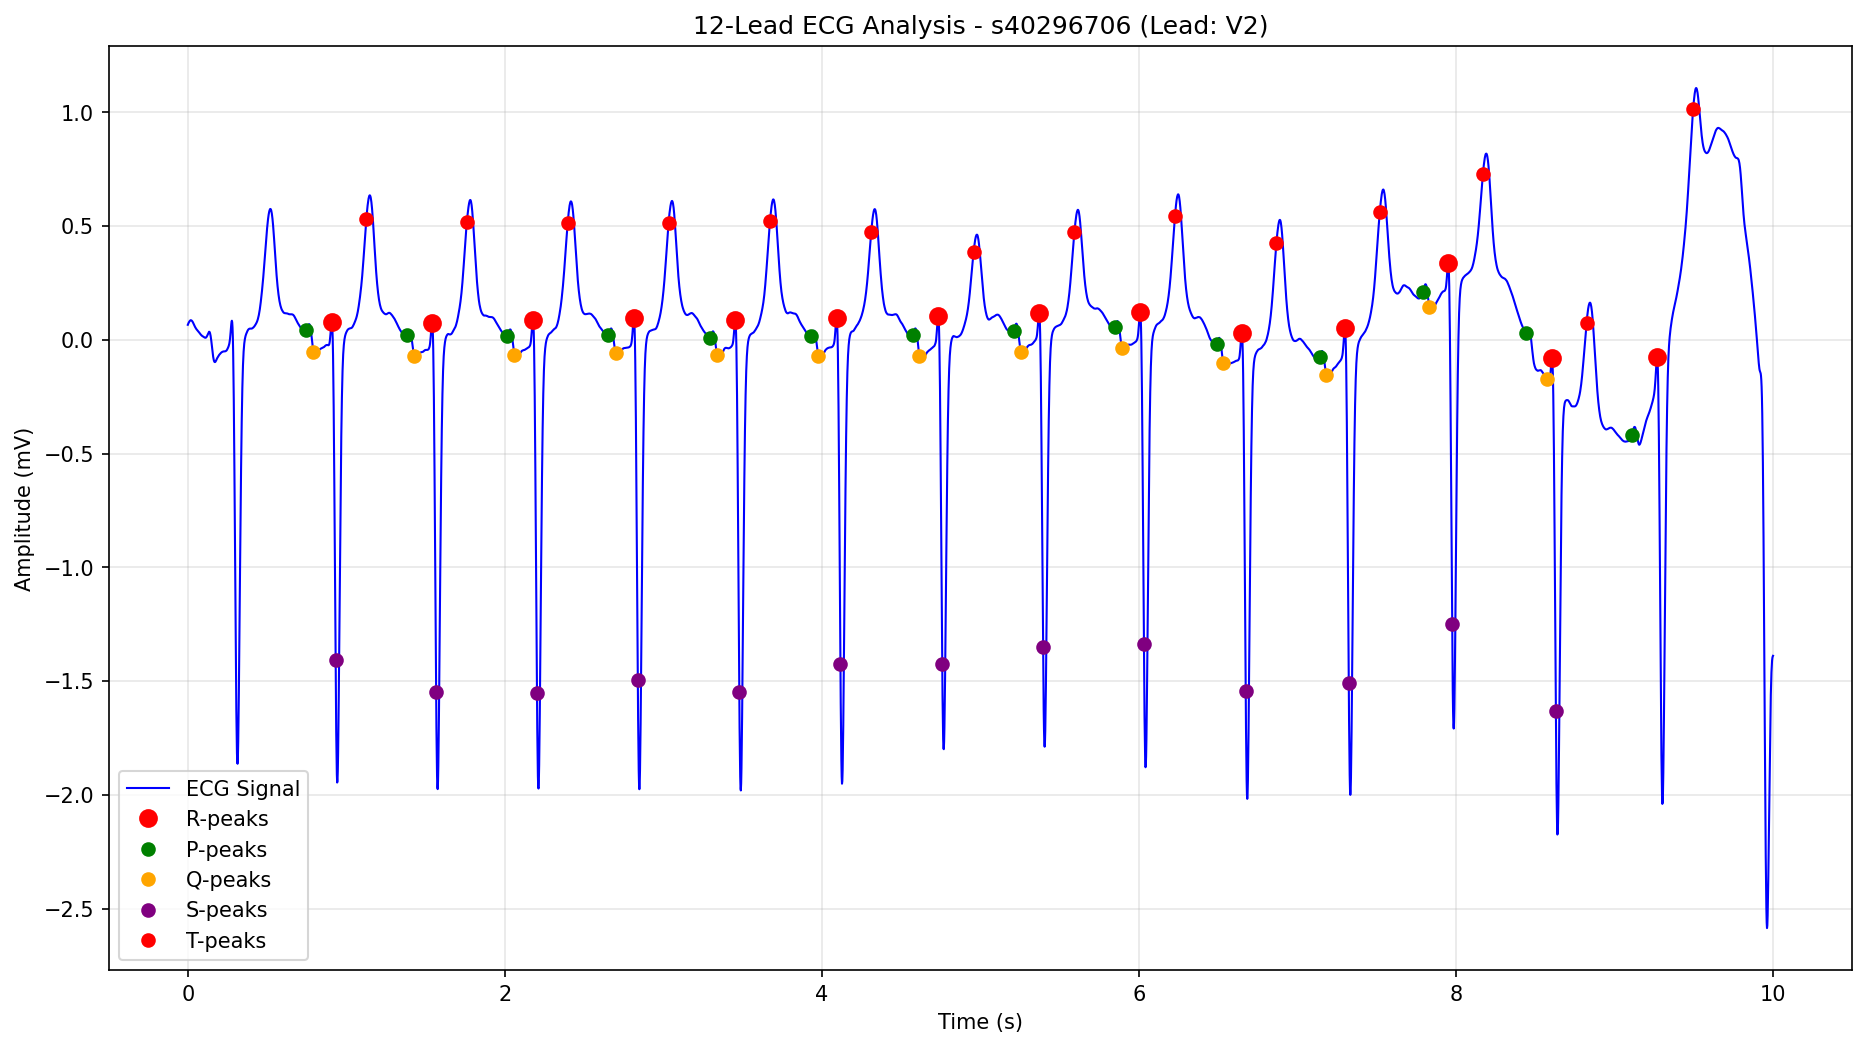 12-Lead ECG Analysis - s40296706 (Lead: V2)
1.0
0.5
0.0
−0.5
−1.0
−1.5
−2.0
−2.5
Amplitude (mV)
ECG Signal
R-peaks
P-peaks
Q-peaks
S-peaks
T-peaks
0 2 4 6 8 10
Time (s)